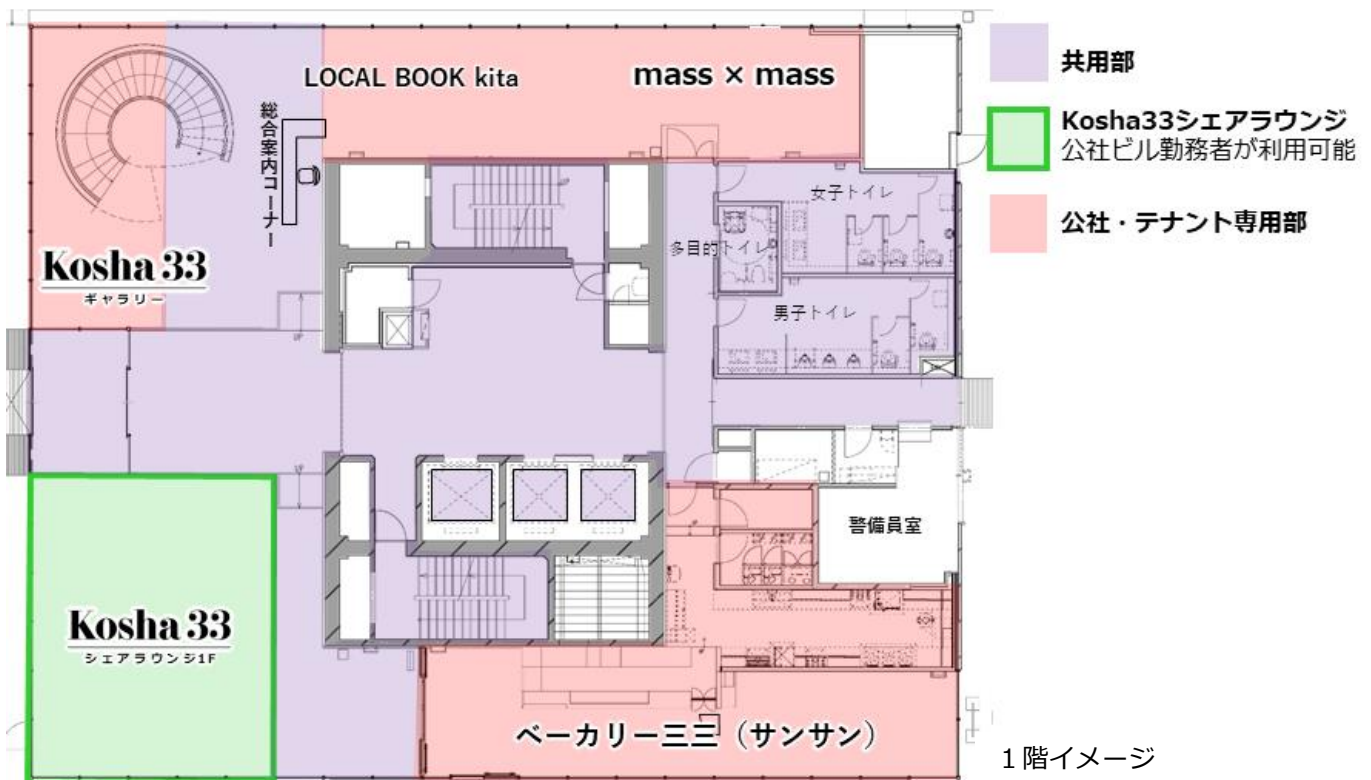 LOCAL BOOK kita
mass × mass
総合案内コーナー
Kosha 33
ギャラリー
女子トイレ
多目的トイレ
男子トイレ
UP
UP
警備員室
Kosha 33
シェアラウンジ1F
ベーカリー三三（サンサン）
共用部
Kosha33シェアラウンジ
公社ビル勤務者が利用可能
公社・テナント専用部
１階イメージ